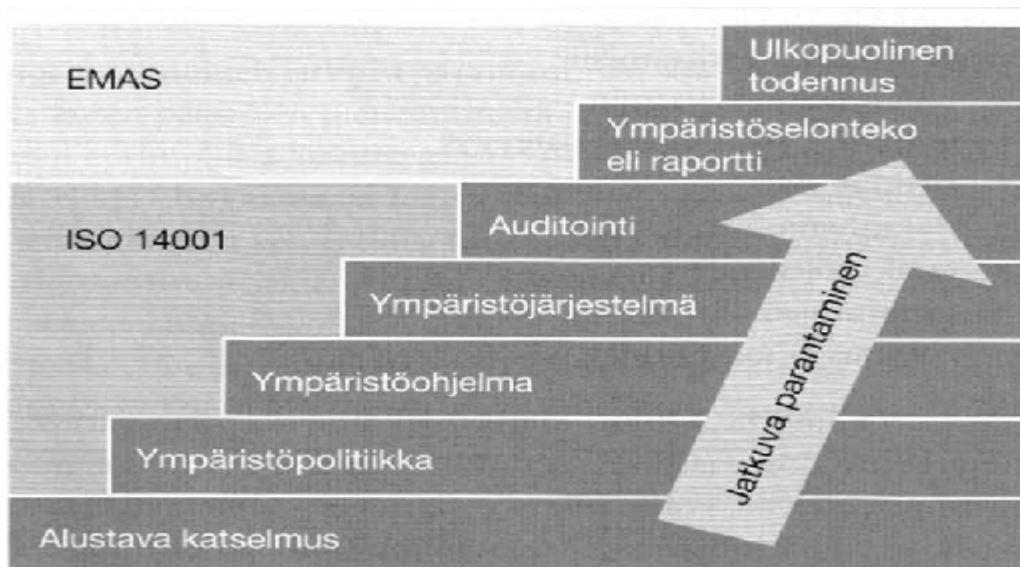 EMAS
Ulkopuolinen
todennus
Ympäristöselonteko
eli raportti
ISO 14001
Auditointi
Ympäristöjärjestelmä
Ympäristöohjelma
Ympäristöpolitiikka
Alustava katselmus
Jatkuva parantaminen